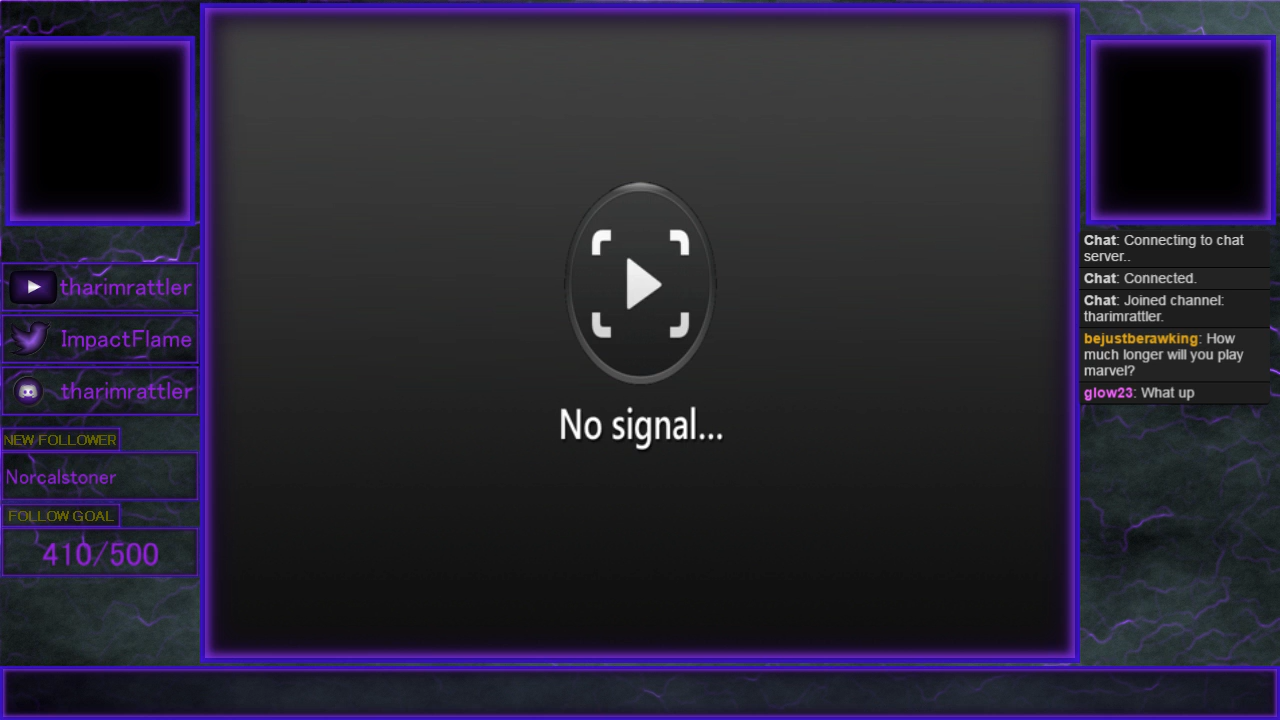 tharimrattler
ImpactFlame
tharimrattler
NEW FOLLOWER
Norcalstoner
FOLLOW GOAL
410/500
No signal...
Chat: Connecting to chat
server..
Chat: Connected.
Chat: Joined channel:
tharimrattler.
bejustberawking: How
much longer will you play
marvel?
glow23: What up